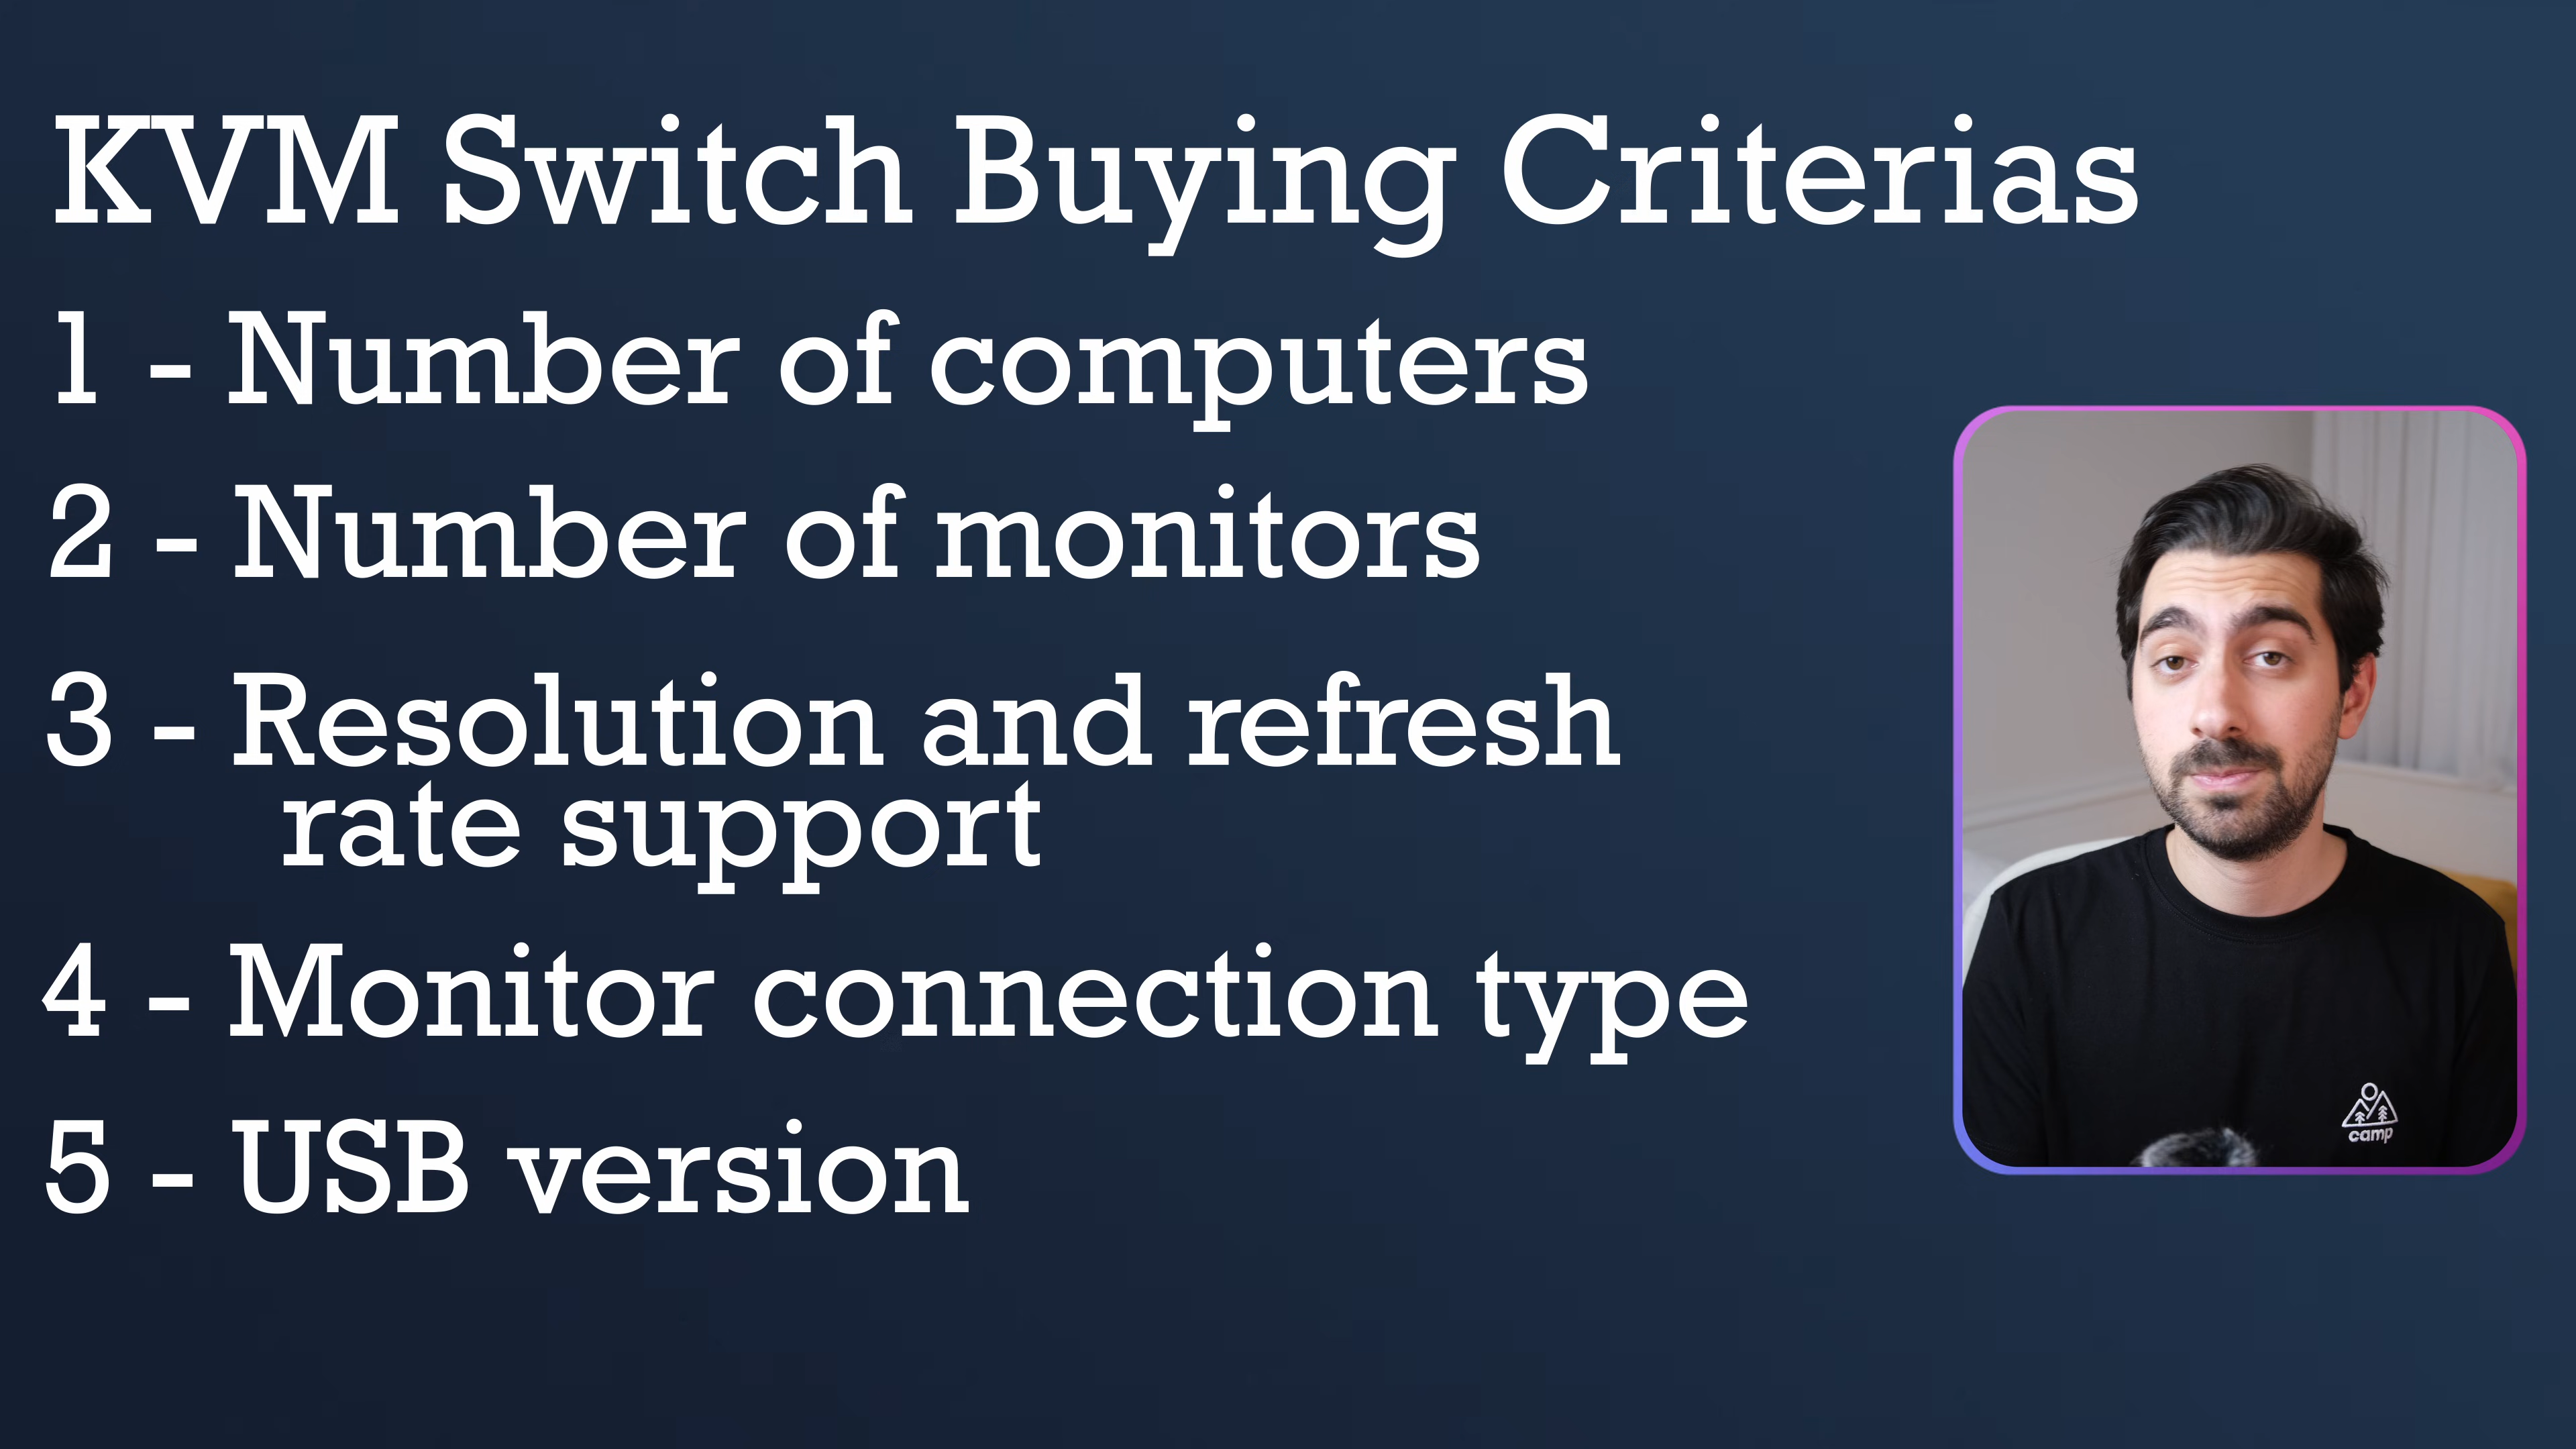 KVM Switch Buying Criterias
1 - Number of computers
2 - Number of monitors
3 - Resolution and refresh
rate support
4 - Monitor connection type
5 - USB version
camp